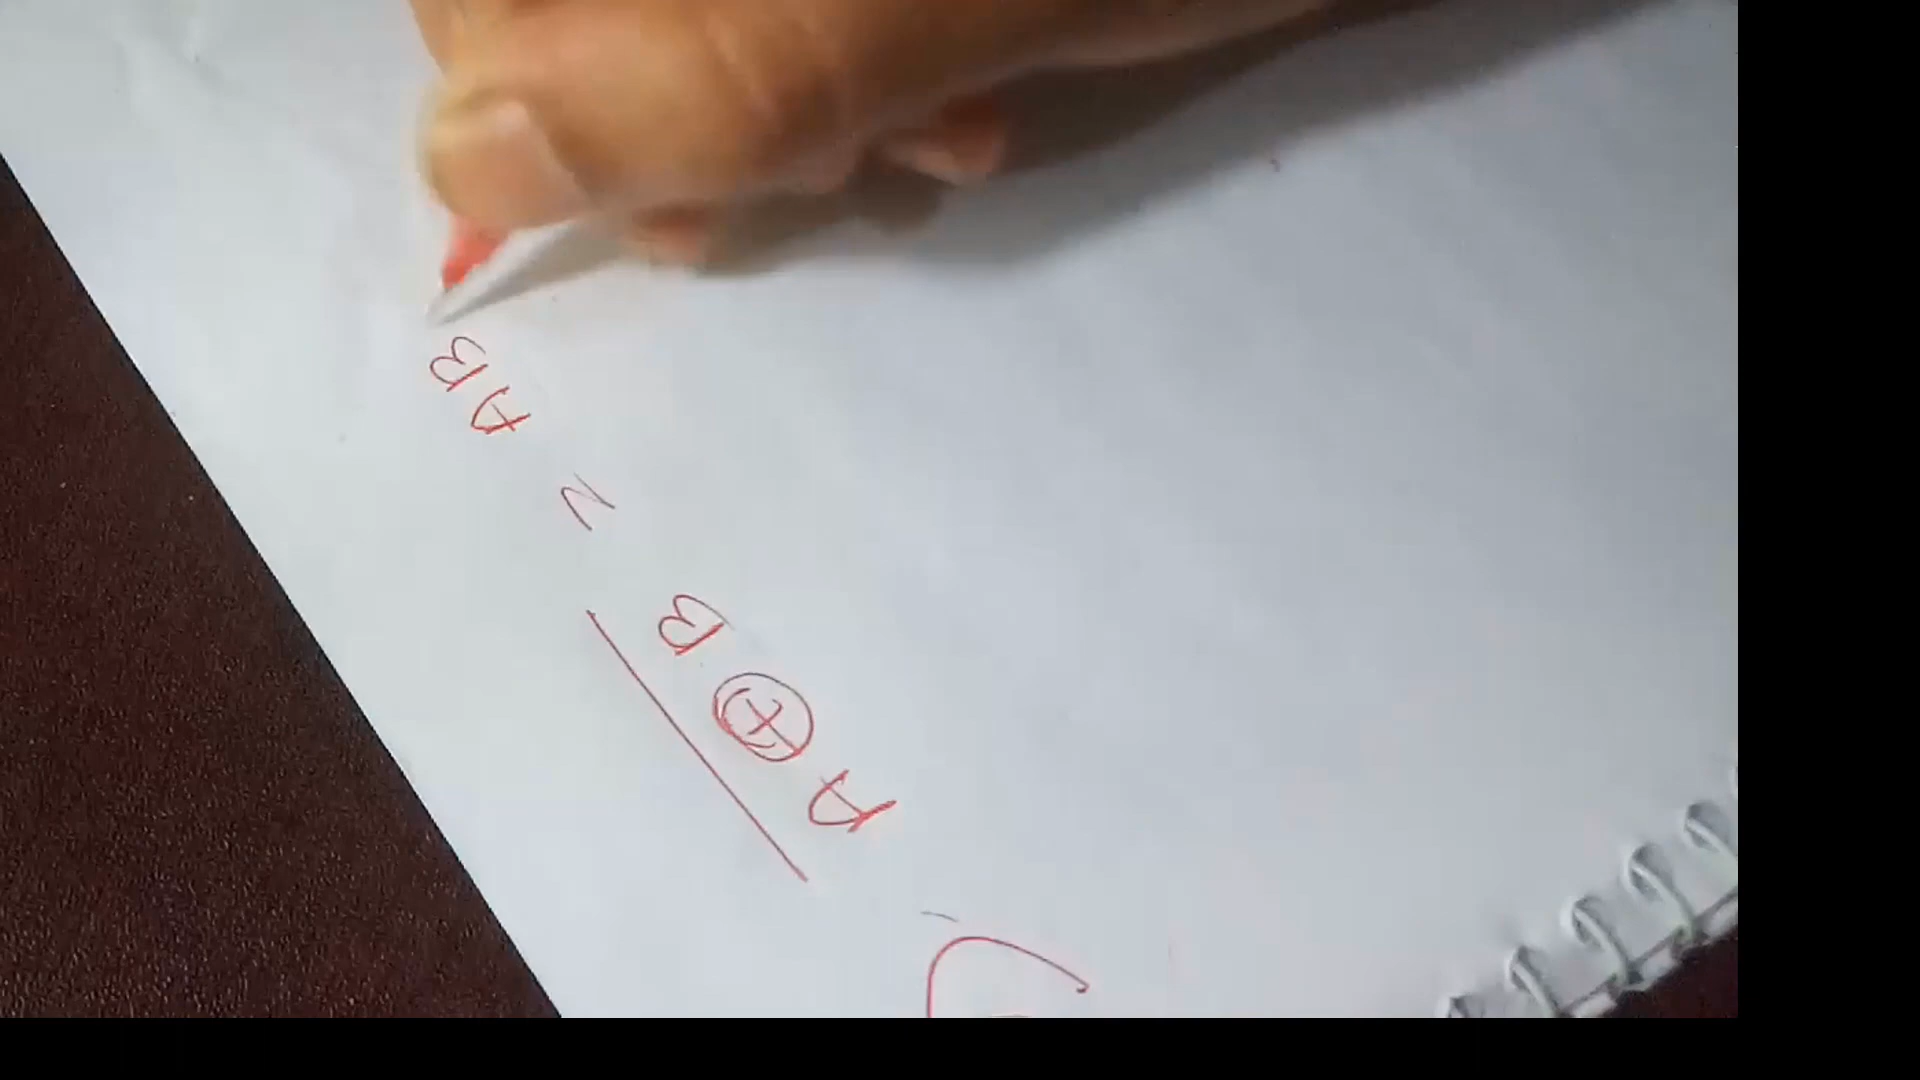 A̅ ̅⊕̅ ̅B̅ = AB